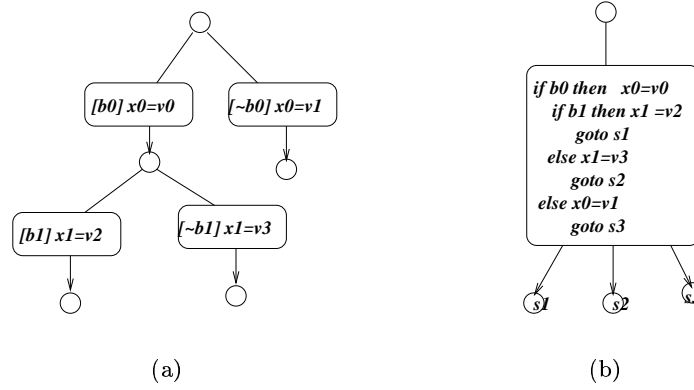 [b0] x0=v0
[~b0] x0=v1
[b1] x1=v2
[~b1] x1=v3
(a)
if b0 then x0=v0
if b1 then x1 =v2
goto s1
else x1=v3
goto s2
else x0=v1
goto s3
s1
s2
(b)